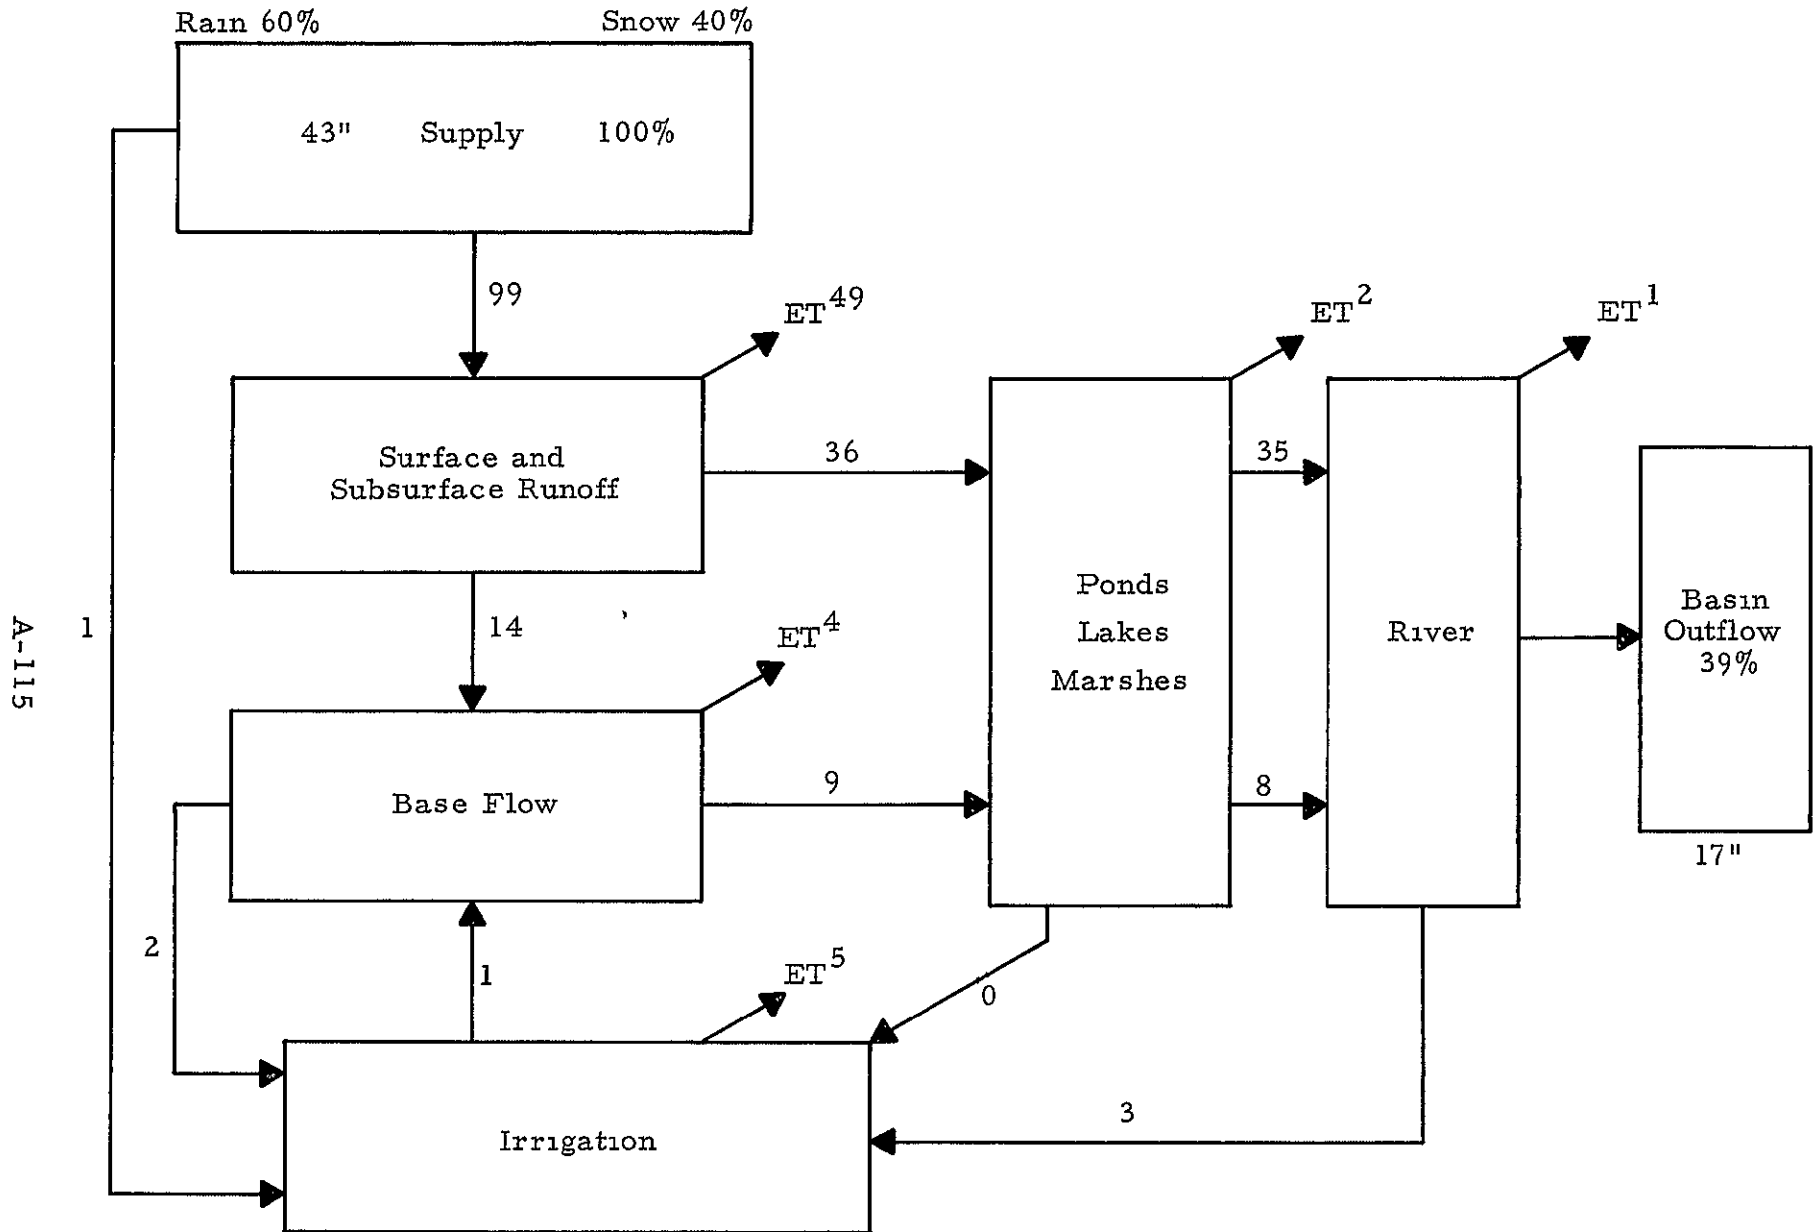 Rain 60%
Snow 40%
43" Supply 100%
99
ET49
ET2
ET1
Surface and
Subsurface Runoff
36
35
14
ET4
Ponds
Lakes
Marshes
River
Basin
Outflow
39%
17"
Base Flow
9
8
1
2
1
ET5
0
3
Irrigation
A-115